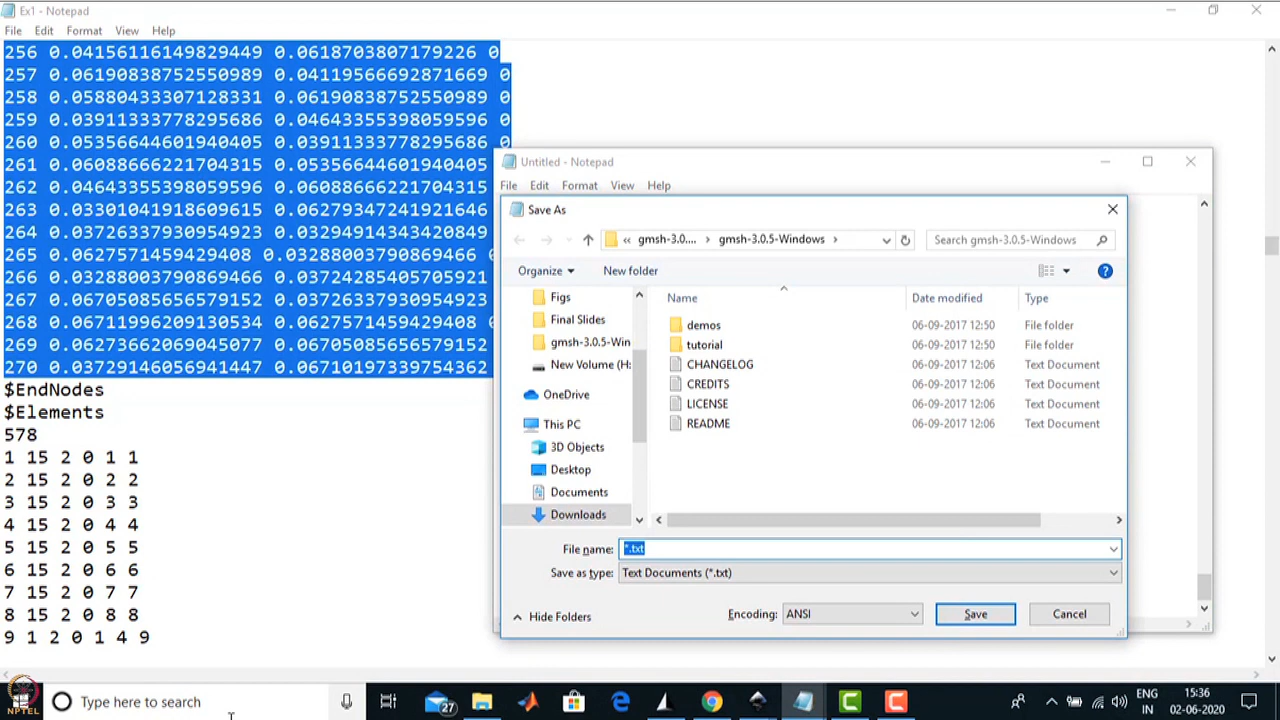 Ex1 - Notepad
File Edit Format View Help
256 0.04156116149829449 0.0618703807179226 0
257 0.06190838752550989 0.04119566692871669 0
258 0.05880433307128331 0.06190838752550989 0
259 0.03911333778295686 0.04643355398059596 0
260 0.05356644601940405 0.03911333778295686 0
261 0.06088666221704315 0.05356644601940405
262 0.04643355398059596 0.06088666221704315
263 0.03301041918609615 0.06279347241921646
264 0.0372637930954923 0.03294914343420849
265 0.0627571459429408 0.03288003790869466 0
266 0.03288003790869466 0.03724285405705921
267 0.06705085656579152 0.03726337930954923
268 0.06711996209130534 0.0627571459429408 0
269 0.06273662069045077 0.06705085656579152
270 0.03729146056941447 0.06710197339754362
$EndNodes
$Elements
578
1 15 2 0 1 1
2 15 2 0 2 2
3 15 2 0 3 3
4 15 2 0 4 4
5 15 2 0 5 5
6 15 2 0 6 6
7 15 2 0 7 7
8 15 2 0 8 8
9 1 2 0 1 4 9
Untitled - Notepad
File Edit Format View Help
Save As
« gmsh-3.0.... › gmsh-3.0.5-Windows ›
Search gmsh-3.0.5-Windows
Organize New folder
Figs
Final Slides
gmsh-3.0.5-Win
New Volume (H:
OneDrive
This PC
3D Objects
Desktop
Documents
Downloads
Name Date modified Type
demos 06-09-2017 12:50 File folder
tutorial 06-09-2017 12:50 File folder
CHANGELOG 06-09-2017 12:06 Text Document
CREDITS 06-09-2017 12:06 Text Document
LICENSE 06-09-2017 12:06 Text Document
README 06-09-2017 12:06 Text Document
File name: *.txt
Save as type: Text Documents (*.txt)
Hide Folders Encoding: ANSI Save Cancel
NPTEL
Type here to search
27
ENG
IN
15:36
02-06-2020